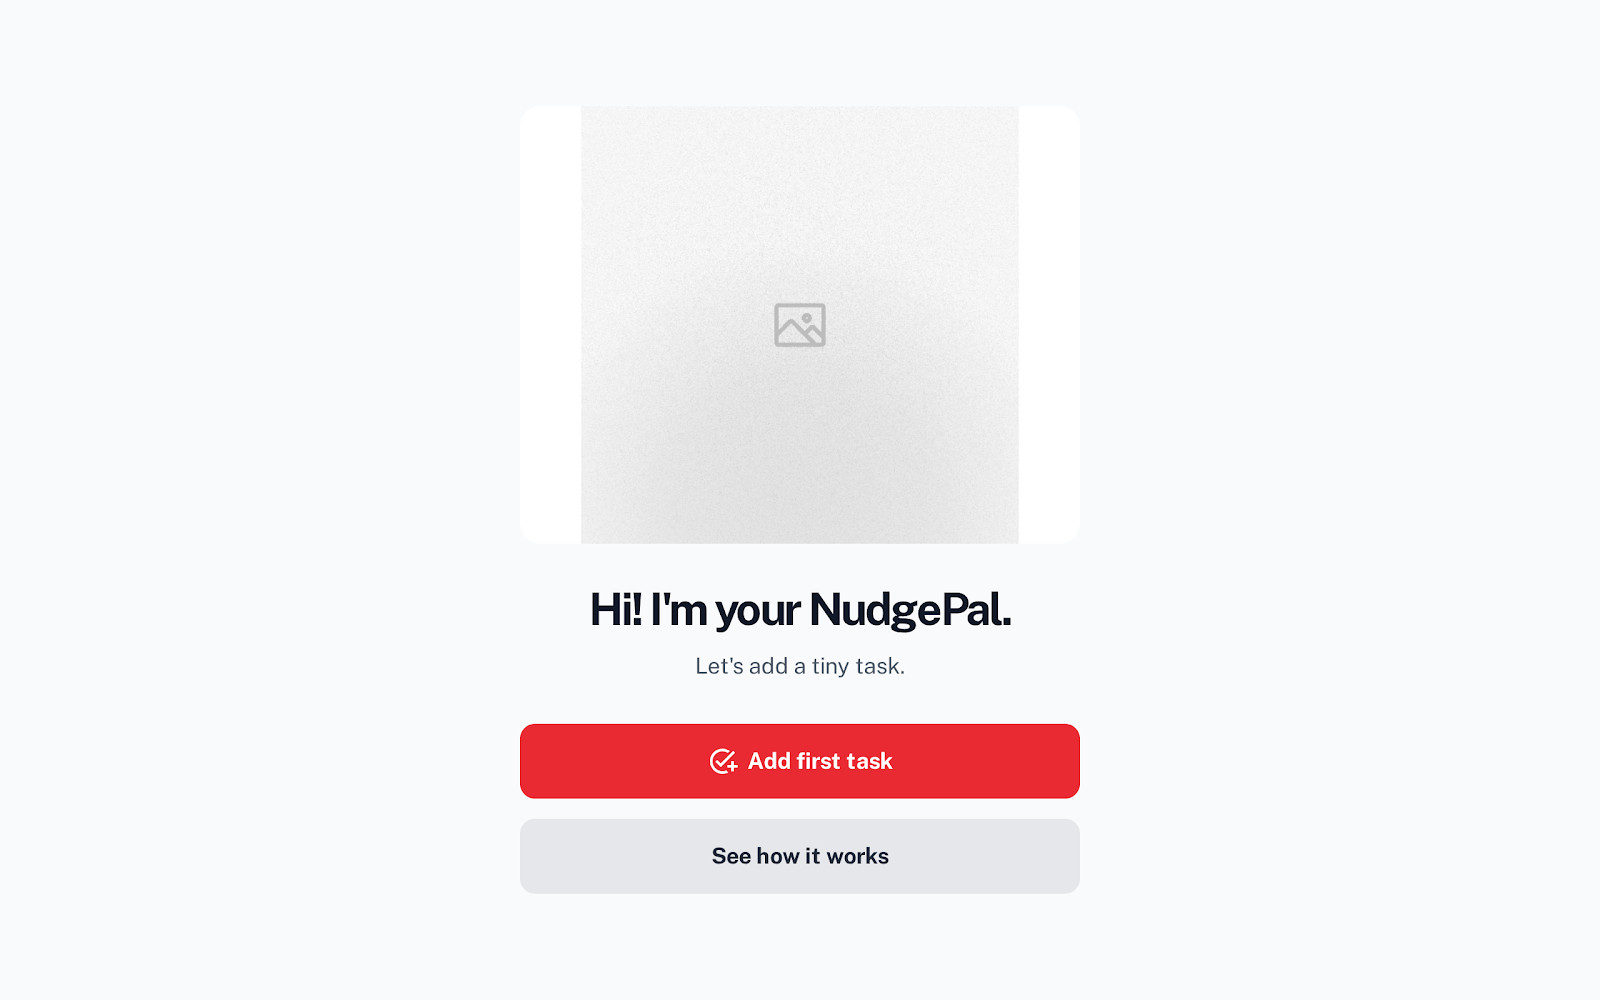 Hi! I'm your NudgePal.
Let's add a tiny task.
Add first task
See how it works